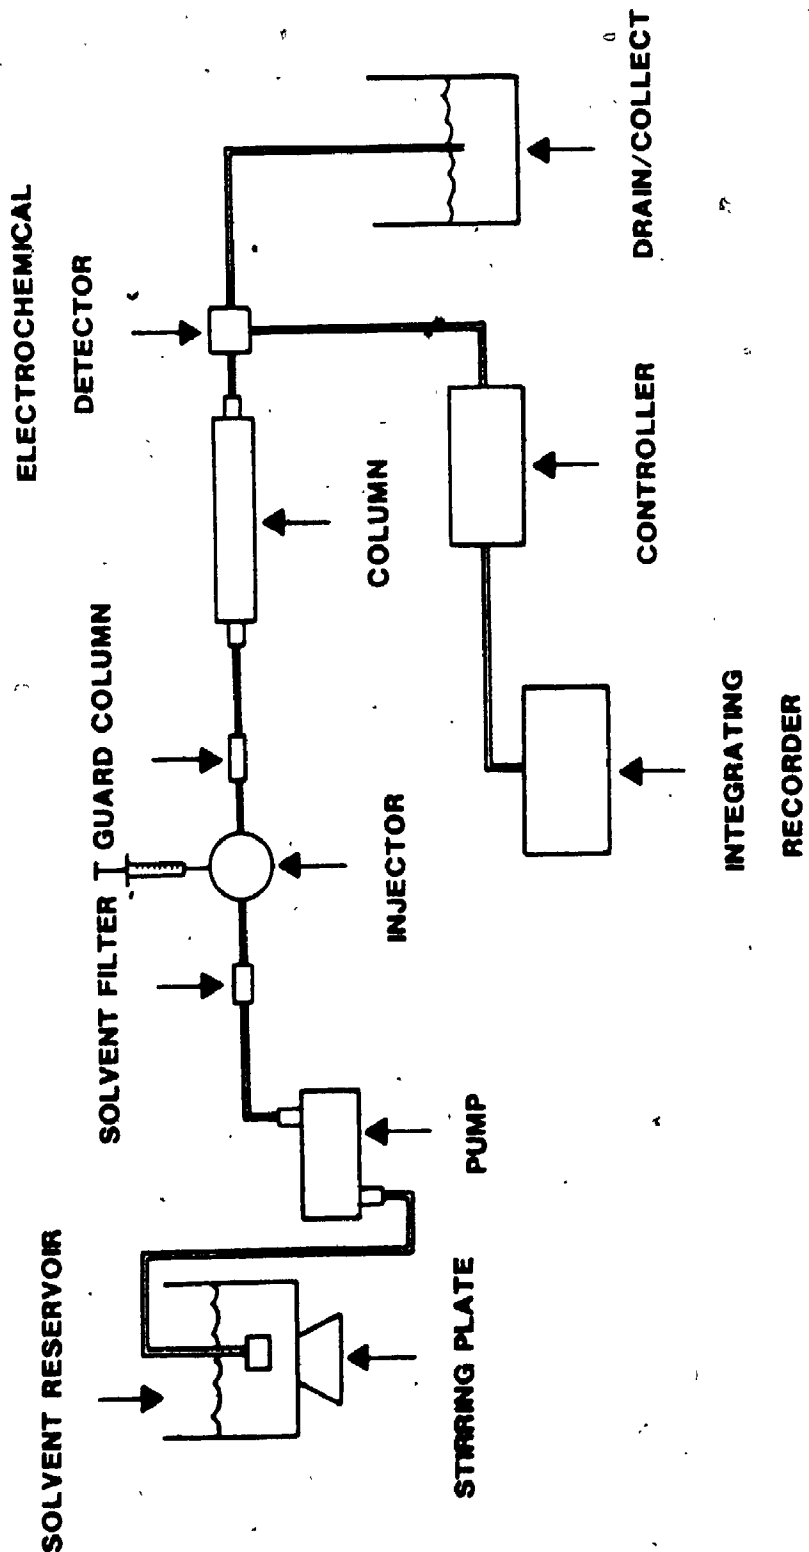 SOLVENT RESERVOIR
STIRRING PLATE
PUMP
SOLVENT FILTER
INJECTOR
GUARD COLUMN
COLUMN
ELECTROCHEMICAL
DETECTOR
DRAIN/COLLECT
CONTROLLER
INTEGRATING
RECORDER